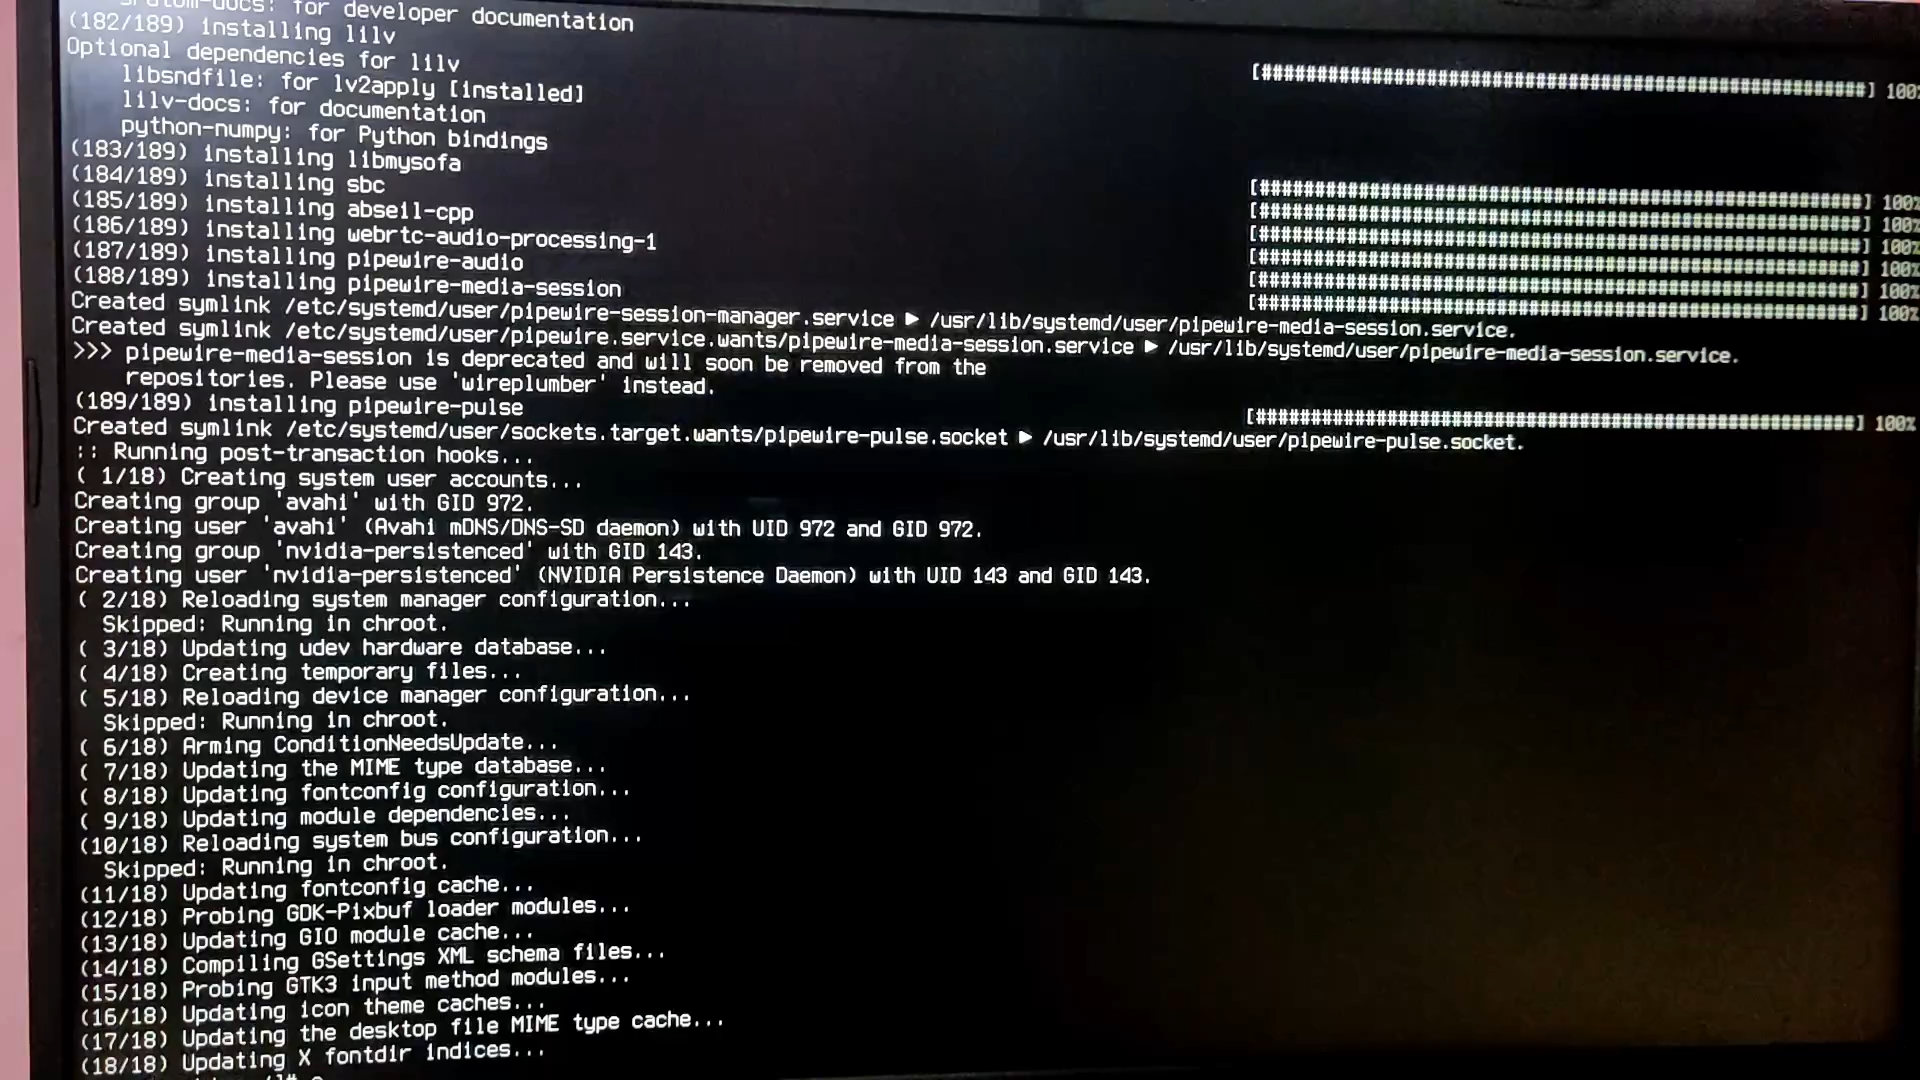 for developer documentation
(182/189) installing lilv [################################################################] 100%
Optional dependencies for lilv
    libsndfile: for lv2apply [installed]
    lilv-docs: for documentation
    python-numpy: for Python bindings
(183/189) installing libmysofa [################################################################] 100%
(184/189) installing sbc [################################################################] 100%
(185/189) installing abseil-cpp [################################################################] 100%
(186/189) installing webrtc-audio-processing-1 [################################################################] 100%
(187/189) installing pipewire-audio [################################################################] 100%
(188/189) installing pipewire-media-session [################################################################] 100%
Created symlink /etc/systemd/user/pipewire-session-manager.service ► /usr/lib/systemd/user/pipewire-media-session.service.
Created symlink /etc/systemd/user/pipewire.service.wants/pipewire-media-session.service ► /usr/lib/systemd/user/pipewire-media-session.service.
>>> pipewire-media-session is deprecated and will soon be removed from the
    repositories. Please use 'wireplumber' instead.
(189/189) installing pipewire-pulse [################################################################] 100%
Created symlink /etc/systemd/user/sockets.target.wants/pipewire-pulse.socket ► /usr/lib/systemd/user/pipewire-pulse.socket.
:: Running post-transaction hooks...
( 1/18) Creating system user accounts...
Creating group 'avahi' with GID 972.
Creating user 'avahi' (Avahi mDNS/DNS-SD daemon) with UID 972 and GID 972.
Creating group 'nvidia-persistenced' with GID 143.
Creating user 'nvidia-persistenced' (NVIDIA Persistence Daemon) with UID 143 and GID 143.
( 2/18) Reloading system manager configuration...
  Skipped: Running in chroot.
( 3/18) Updating udev hardware database...
( 4/18) Creating temporary files...
( 5/18) Reloading device manager configuration...
  Skipped: Running in chroot.
( 6/18) Arming ConditionNeedsUpdate...
( 7/18) Updating the MIME type database...
( 8/18) Updating fontconfig configuration...
( 9/18) Updating module dependencies...
(10/18) Reloading system bus configuration...
  Skipped: Running in chroot.
(11/18) Updating fontconfig cache...
(12/18) Probing GDK-Pixbuf loader modules...
(13/18) Updating GIO module cache...
(14/18) Compiling GSettings XML schema files...
(15/18) Probing GTK3 input method modules...
(16/18) Updating icon theme caches...
(17/18) Updating the desktop file MIME type cache...
(18/18) Updating X fontdir indices...